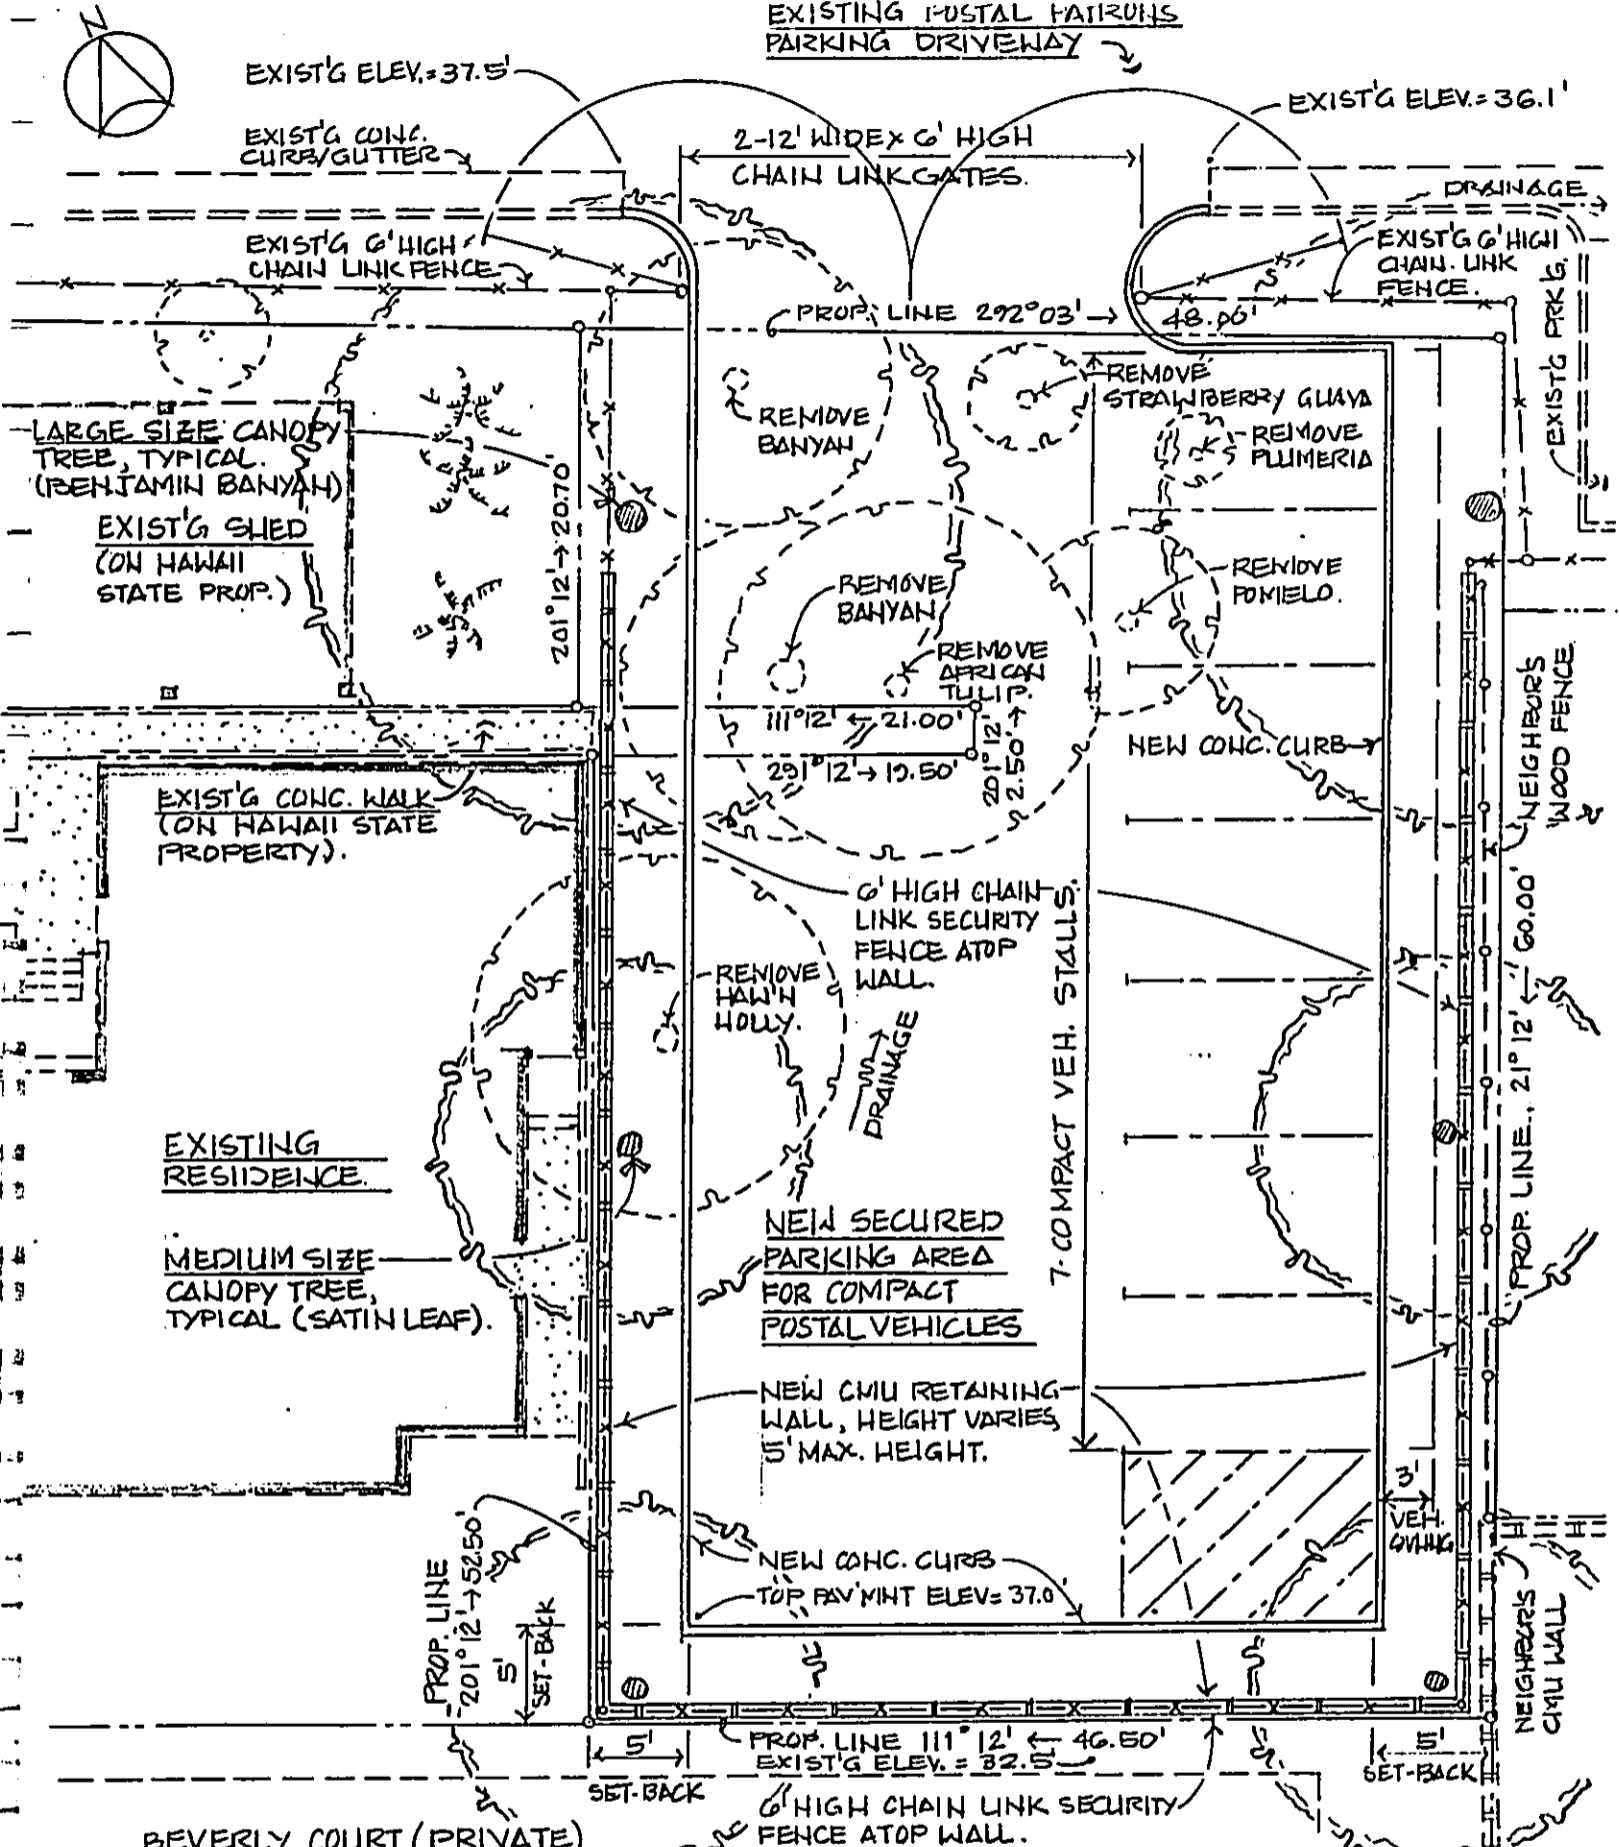 N
EXISTING POSTAL PATRONS
PARKING DRIVEWAY
EXIST'G ELEV.=37.5'
EXIST'G ELEV.=36.1'
EXIST'G CONC.
CURB/GUTTER
2-12' WIDE X 6' HIGH
CHAIN LINK GATES.
DRAINAGE
EXIST'G 6' HIGH
CHAIN LINK FENCE
EXIST'G 6' HIGH
CHAIN. LINK
FENCE.
EXIST'G PRK'G.
PROP. LINE 292°03' → 48.06'
REMOVE
STRAWBERRY GUAVA
REMOVE
BANYAN
REMOVE
PLUMERIA
LARGE SIZE CANOPY
TREE, TYPICAL.
(BENJAMIN BANYAN)
EXIST'G SHED
(ON HAWAII
STATE PROP.)
201°12' → 20.70'
REMOVE
BANYAN
REMOVE
POMELO.
REMOVE
AFRICAN
TULIP.
111°12' ← 21.00'
291°12' → 19.50'
201°12'
2.50' →
NEW CONC. CURB
NEIGHBOR'S
WOOD FENCE
EXIST'G CONC. WALK
(ON HAWAII STATE
PROPERTY).
6' HIGH CHAIN
LINK SECURITY
FENCE ATOP
WALL.
REMOVE
HAW'N
HOLLY.
DRAINAGE
7-COMPACT VEH. STALLS.
PROP. LINE., 21°12' ← 60.00'
EXISTING
RESIDENCE.
NEW SECURED
PARKING AREA
FOR COMPACT
POSTAL VEHICLES
MEDIUM SIZE
CANOPY TREE,
TYPICAL (SATIN LEAF).
NEW CMU RETAINING
WALL, HEIGHT VARIES,
5' MAX. HEIGHT.
3'
VEH.
OVHNG
PROP. LINE
201°12' → 52.50'
5'
SET-BACK
NEW CONC. CURB
TOP PAV'MNT ELEV= 37.0'
NEIGHBOR'S
CMU WALL
5'
SET-BACK
PROP. LINE 111°12' ← 46.50'
EXIST'G ELEV. = 32.5'
5'
SET-BACK
6' HIGH CHAIN LINK SECURITY
FENCE ATOP WALL.
BEVERLY COURT (PRIVATE)